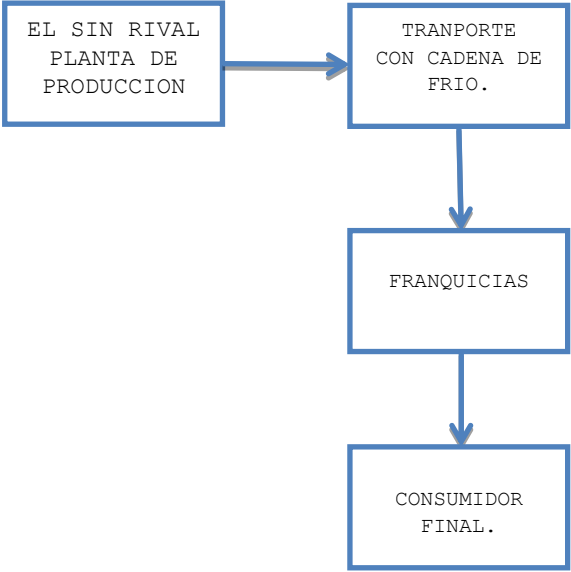 EL SIN RIVAL
PLANTA DE
PRODUCCION
TRANPORTE
CON CADENA DE
FRIO.
FRANQUICIAS
CONSUMIDOR
FINAL.